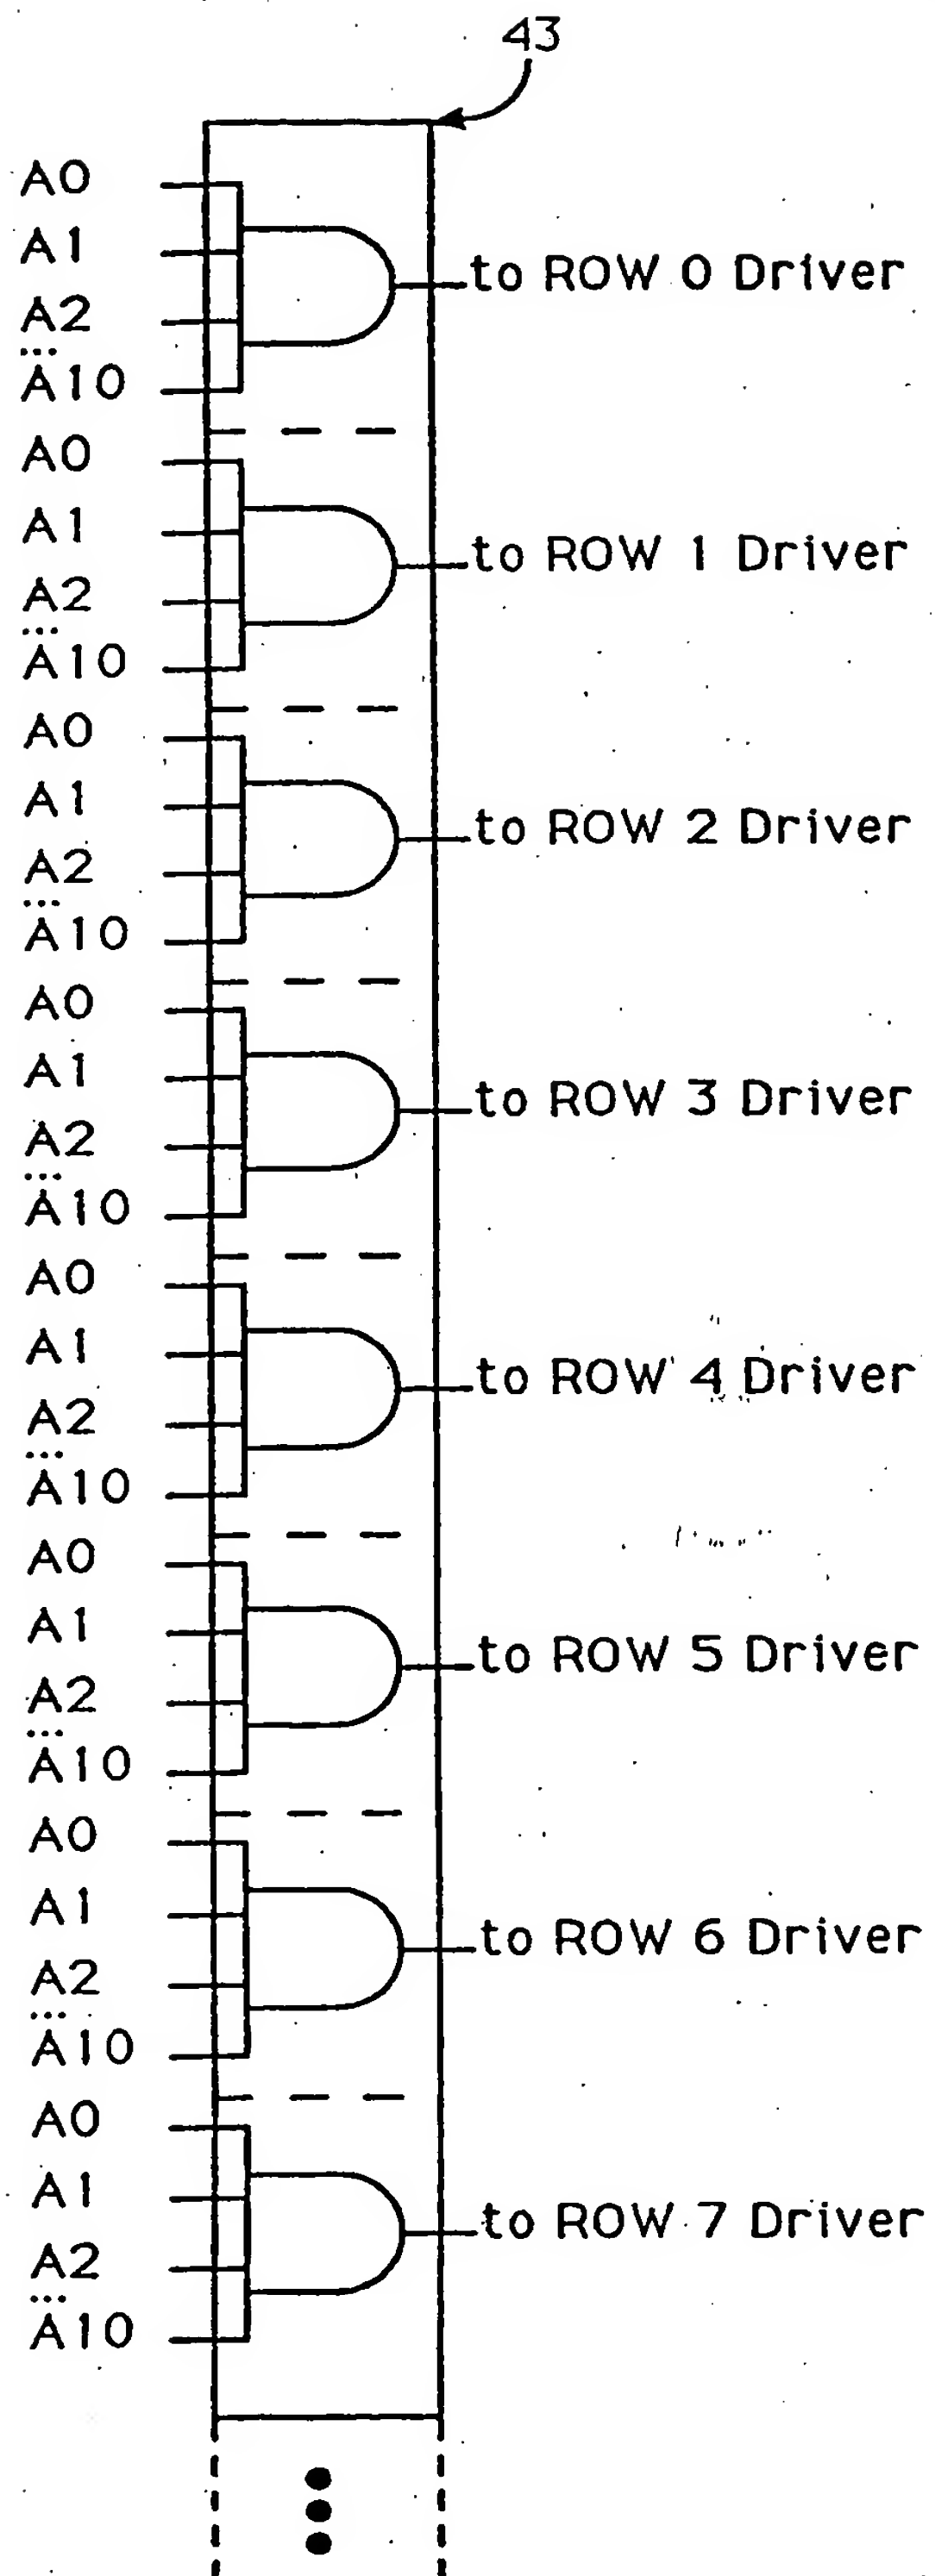 43
A0
A1
to ROW 0 Driver
A2
...
A10
A0
A1
to ROW 1 Driver
A2
...
A10
A0
A1
to ROW 2 Driver
A2
...
A10
A0
A1
to ROW 3 Driver
A2
...
A10
A0
A1
to ROW 4 Driver
A2
...
A10
A0
A1
to ROW 5 Driver
A2
...
A10
A0
A1
to ROW 6 Driver
A2
...
A10
A0
A1
to ROW 7 Driver
A2
...
A10